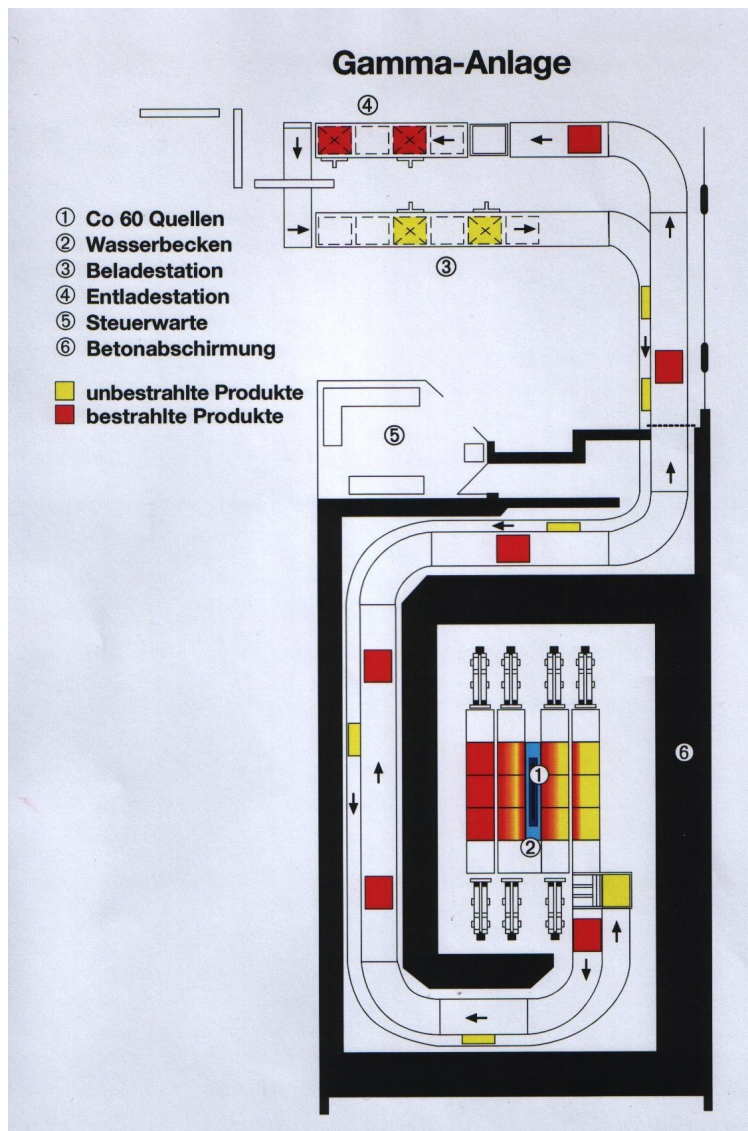 Gamma-Anlage
④
① Co 60 Quellen
② Wasserbecken
③ Beladestation
④ Entladestation
⑤ Steuerwarte
⑥ Betonabschirmung
unbestrahlte Produkte
bestrahlte Produkte
③
⑤
⑥
①
②